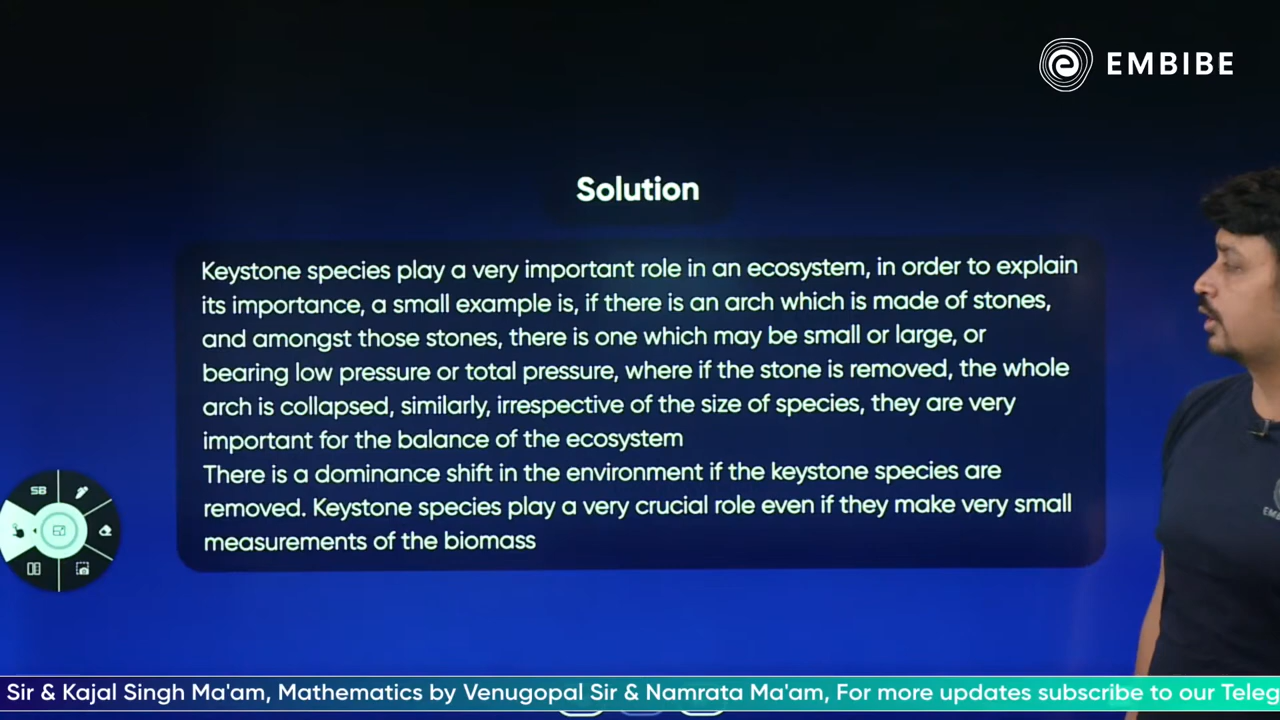 EMBIBE
Solution
Keystone species play a very important role in an ecosystem, in order to explain
its importance, a small example is, if there is an arch which is made of stones,
and amongst those stones, there is one which may be small or large, or
bearing low pressure or total pressure, where if the stone is removed, the whole
arch is collapsed, similarly, irrespective of the size of species, they are very
important for the balance of the ecosystem
There is a dominance shift in the environment if the keystone species are
removed. Keystone species play a very crucial role even if they make very small
measurements of the biomass
SB
Sir & Kajal Singh Ma'am, Mathematics by Venugopal Sir & Namrata Ma'am, For more updates subscribe to our Teleg